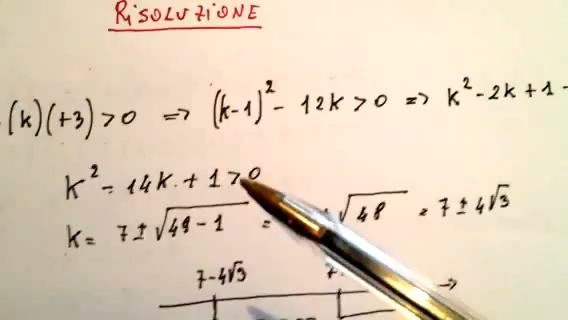 RISOLUZIONE
(k)(+3) > 0 => (k-1)² - 12k > 0 => k² - 2k + 1 -
k² - 14k + 1 > 0
k = 7 ± √49 - 1 = √48 = 7 ± 4√3
7-4√3 7